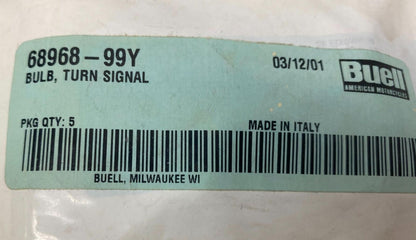 68968-99Y 03/12/01 Buell
BULB, TURN SIGNAL AMERICAN MOTORCYCLES
PKG QTY: 5 MADE IN ITALY
BUELL, MILWAUKEE WI